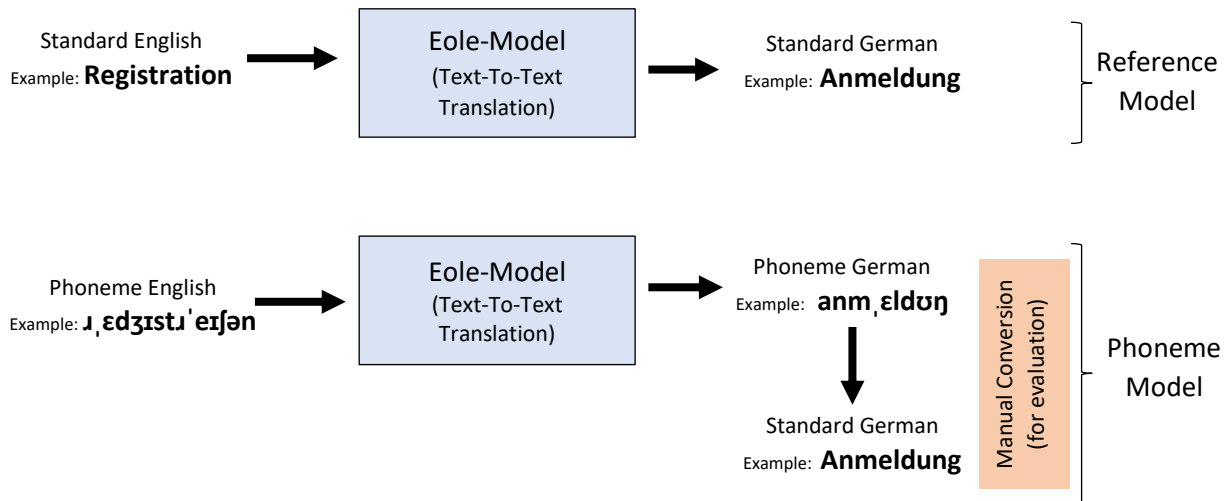 Standard English
Example: Registration
Eole-Model
(Text-To-Text
Translation)
Standard German
Example: Anmeldung
Reference
Model
Phoneme English
Example: ɹˌɛdʒɪstɹˈeɪʃən
Eole-Model
(Text-To-Text
Translation)
Phoneme German
Example: anmˌɛldʊŋ
Standard German
Example: Anmeldung
Manual Conversion
(for evaluation)
Phoneme
Model